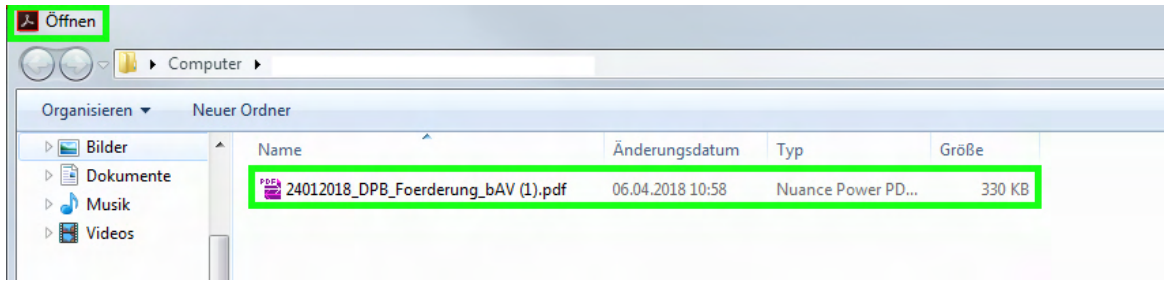 Öffnen
Computer
Organisieren Neuer Ordner
Bilder
Dokumente
Musik
Videos
Name Änderungsdatum Typ Größe
PDF 24012018_DPB_Foerderung_bAV (1).pdf 06.04.2018 10:58 Nuance Power PD... 330 KB